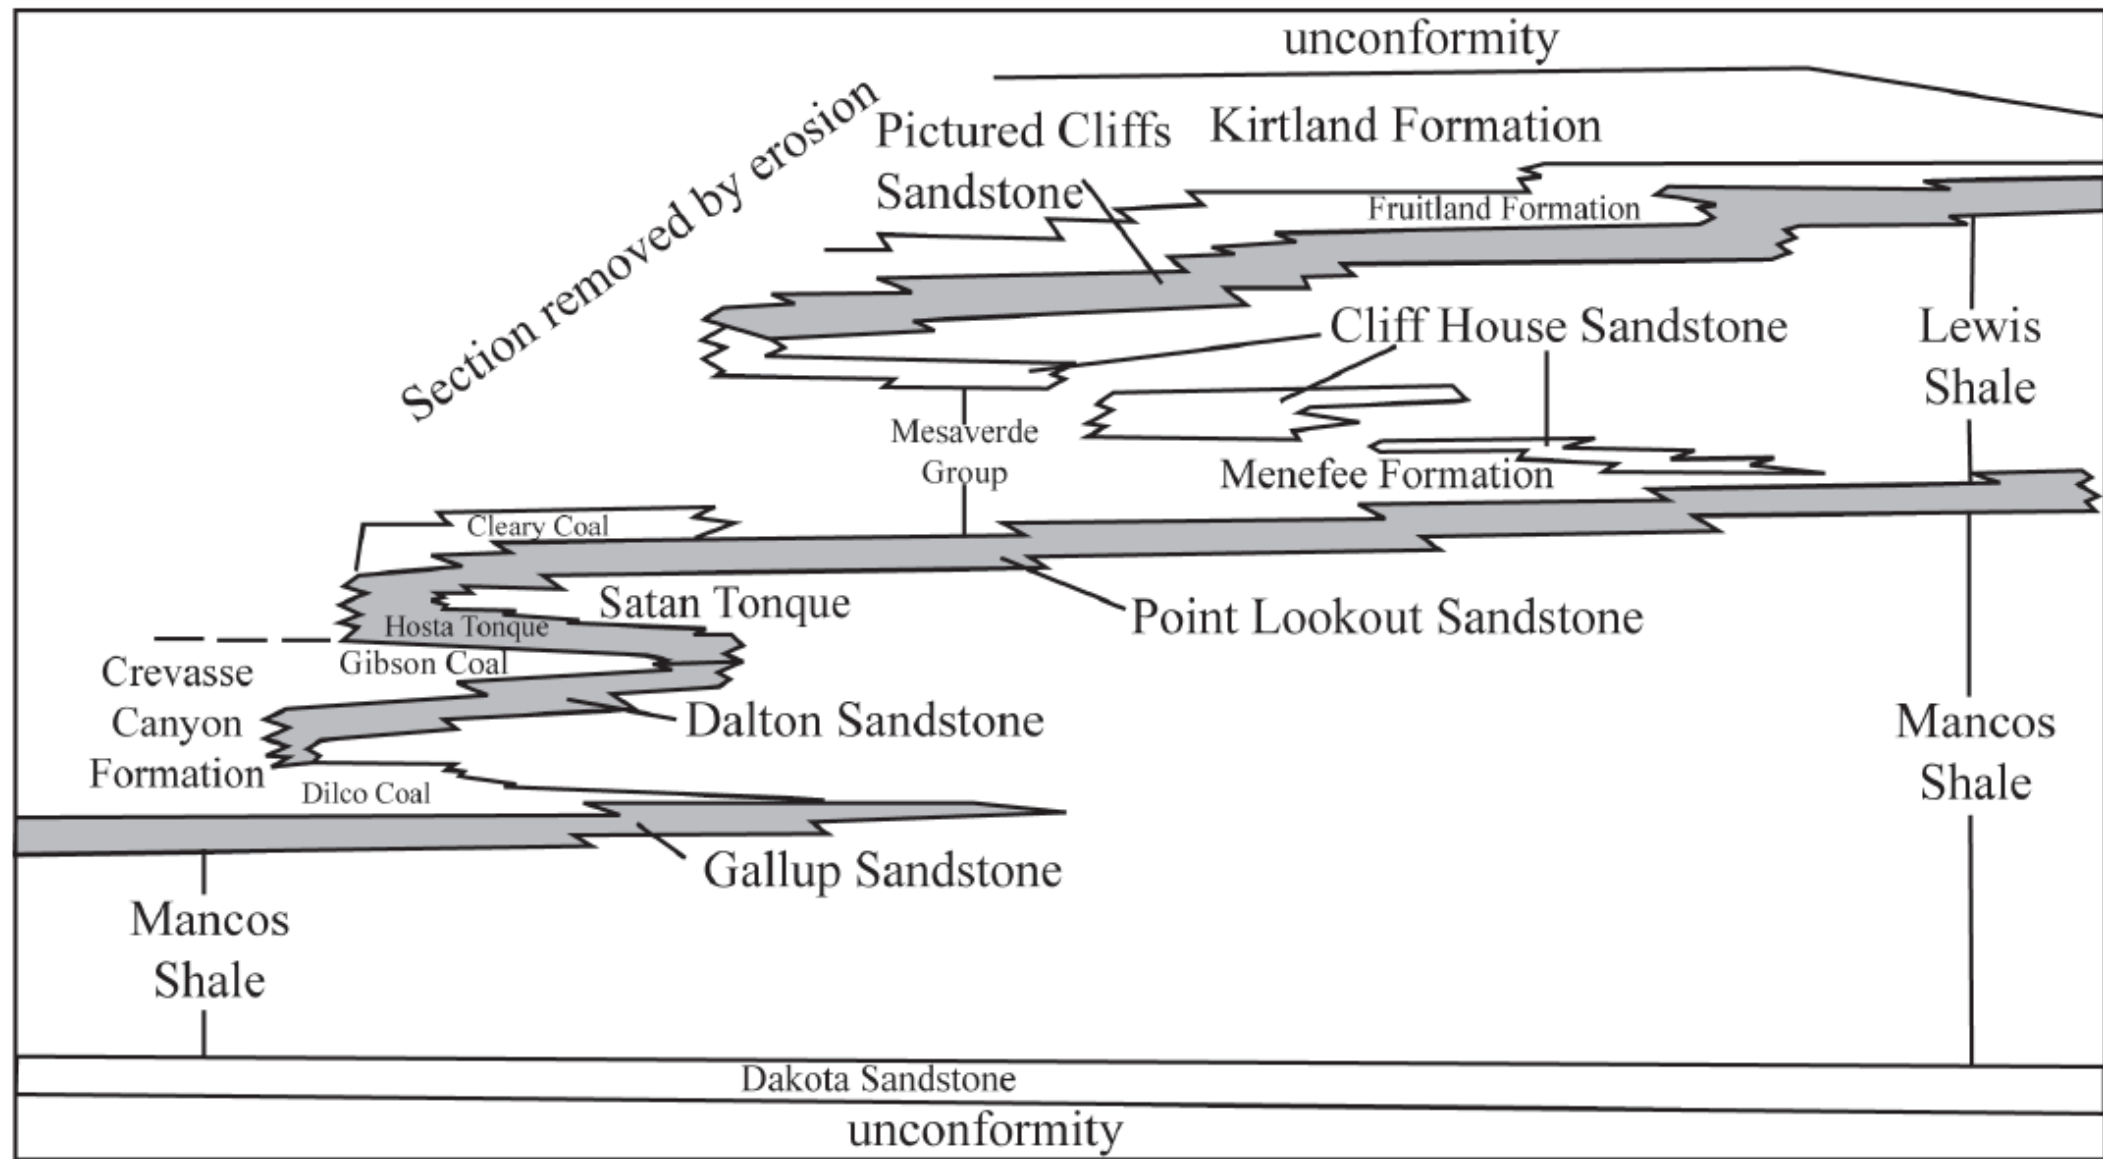 unconformity
Section removed by erosion
Pictured Cliffs
Sandstone
Kirtland Formation
Fruitland Formation
Cliff House Sandstone
Lewis
Shale
Mesaverde
Group
Menefee Formation
Cleary Coal
Satan Tonque
Point Lookout Sandstone
Hosta Tonque
Gibson Coal
Crevasse
Canyon
Formation
Dalton Sandstone
Mancos
Shale
Dilco Coal
Gallup Sandstone
Mancos
Shale
Dakota Sandstone
unconformity